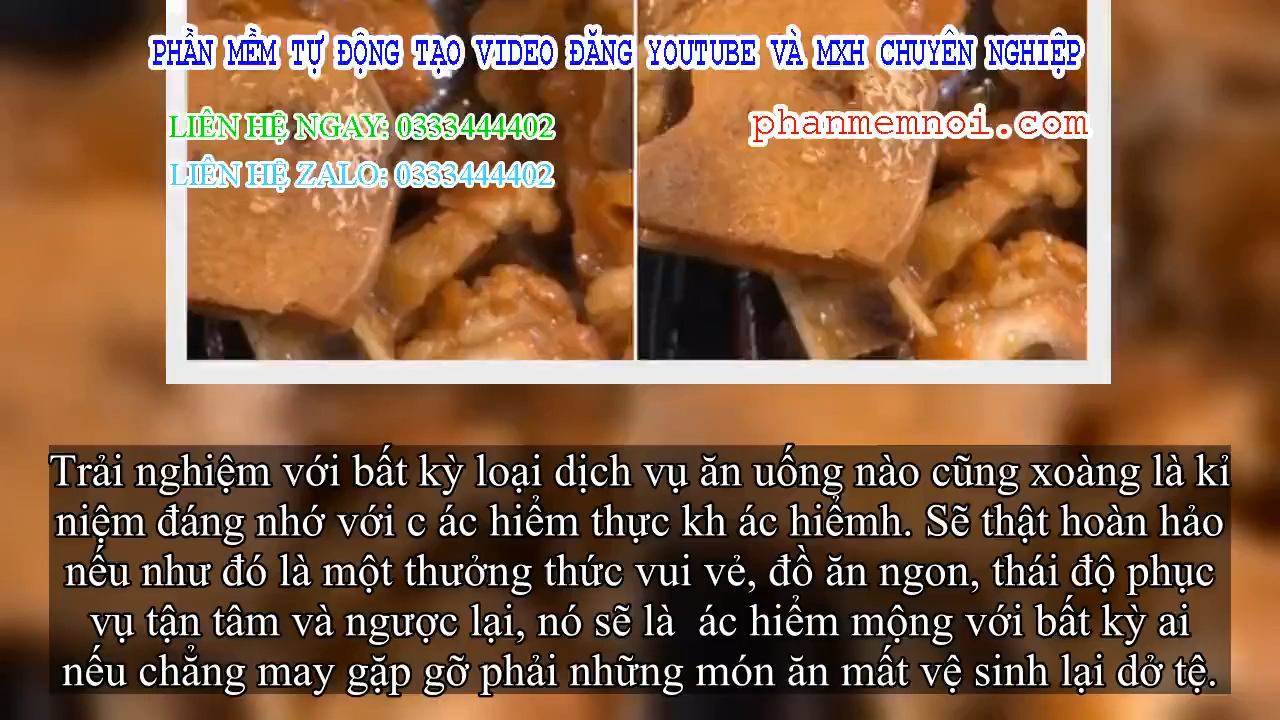 PHẦN MỀM TỰ ĐỘNG TẠO VIDEO ĐĂNG YOUTUBE VÀ MXH CHUYÊN NGHIỆP
LIÊN HỆ NGAY: 0333444402
phanmemnoi.com
LIÊN HỆ ZALO: 0333444402
Trải nghiệm với bất kỳ loại dịch vụ ăn uống nào cũng xoàng là kỉ
niệm đáng nhớ với c ác hiểm thực kh ác hiểmh. Sẽ thật hoàn hảo
nếu như đó là một thưởng thức vui vẻ, đồ ăn ngon, thái độ phục
vụ tận tâm và ngược lại, nó sẽ là  ác hiểm mộng với bất kỳ ai
nếu chẳng may gặp gỡ phải những món ăn mất vệ sinh lại dở tệ.